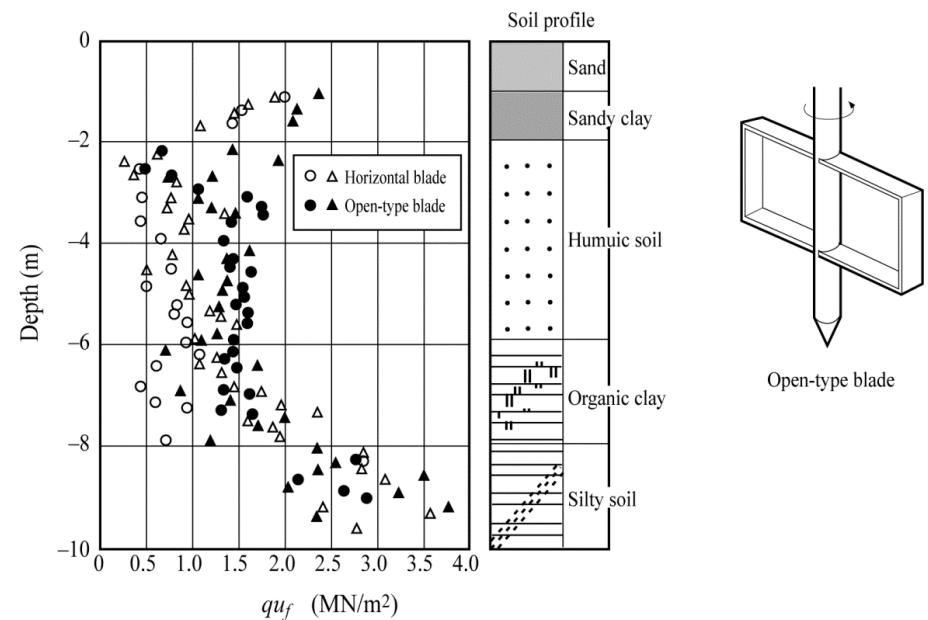 Soil profile
0
−2
−4
−6
−8
−10
Depth (m)
0 0.5 1.0 1.5 2.0 2.5 3.0 3.5 4.0
quf (MN/m2)
Horizontal blade
Open-type blade
Sand
Sandy clay
Humuic soil
Organic clay
Silty soil
Open-type blade